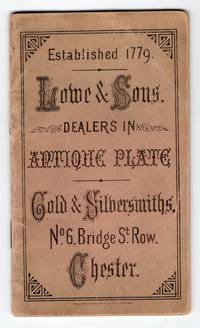 Established 1779.
Lowe & Sons.
DEALERS IN
ANTIQUE PLATE
Gold & Silversmiths.
No 6, Bridge St Row.
Chester.